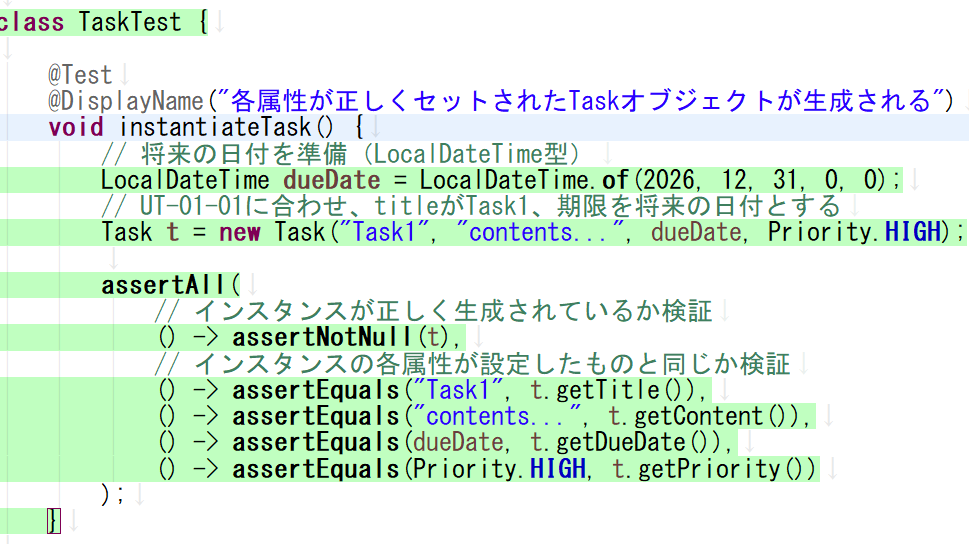 class TaskTest {
@Test
@DisplayName("各属性が正しくセットされたTaskオブジェクトが生成される")
void instantiateTask() {
// 将来の日付を準備（LocalDateTime型）
LocalDateTime dueDate = LocalDateTime.of(2026, 12, 31, 0, 0);
// UT-01-01に合わせ、titleがTask1、期限を将来の日付とする
Task t = new Task("Task1", "contents...", dueDate, Priority.HIGH);
assertAll(
// インスタンスが正しく生成されているか検証
() -> assertNotNull(t),
// インスタンスの各属性が設定したものと同じか検証
() -> assertEquals("Task1", t.getTitle()),
() -> assertEquals("contents...", t.getContent()),
() -> assertEquals(dueDate, t.getDueDate()),
() -> assertEquals(Priority.HIGH, t.getPriority())
);
}